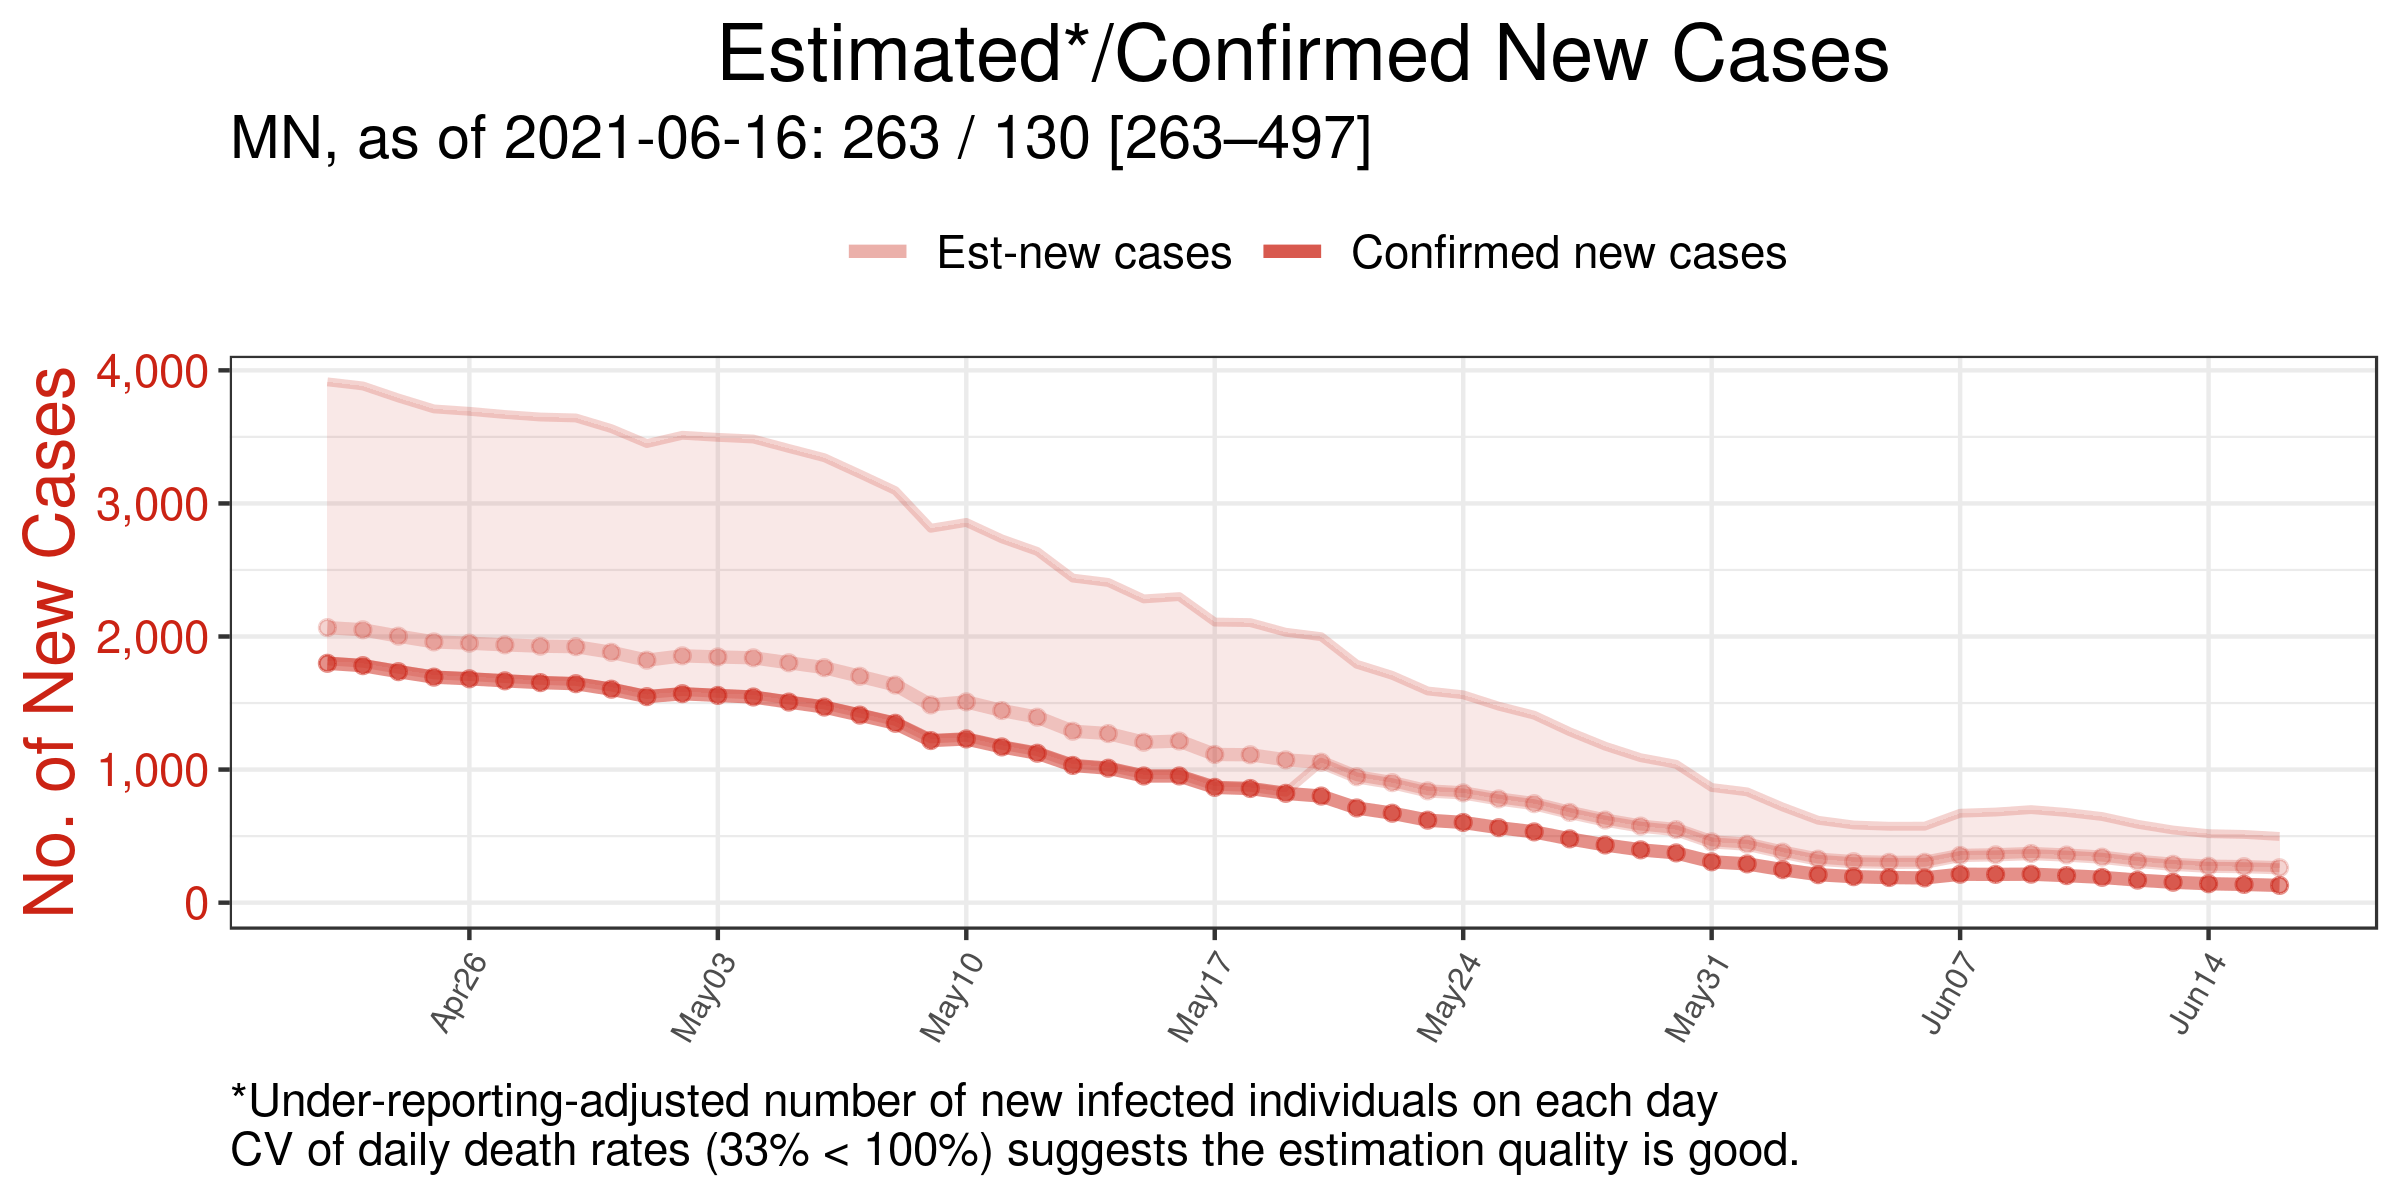 Estimated*/Confirmed New Cases
MN, as of 2021-06-16: 263 / 130 [263–497]
Est-new cases
Confirmed new cases
No. of New Cases
4,000
3,000
2,000
1,000
0
Apr26
May03
May10
May17
May24
May31
Jun07
Jun14
*Under-reporting-adjusted number of new infected individuals on each day
CV of daily death rates (33% < 100%) suggests the estimation quality is good.